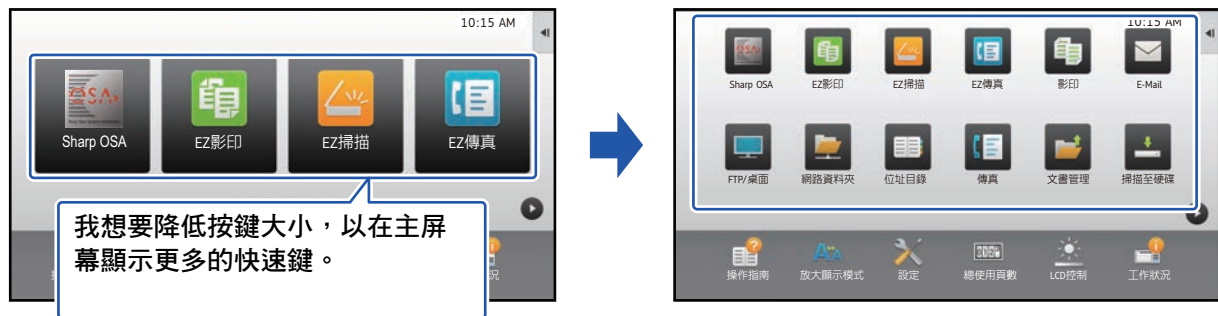 10:15 AM
Sharp OSA
EZ影印
EZ掃描
EZ傳真
我想要降低按鍵大小，以在主屏
幕顯示更多的快速鍵。
況
10:15 AM
Sharp OSA
EZ影印
EZ掃描
EZ傳真
影印
E-Mail
FTP/桌面
網路資料夾
位址目錄
傳真
文書管理
掃描至硬碟
操作指南
放大顯示模式
設定
總使用頁數
LCD控制
工作狀況